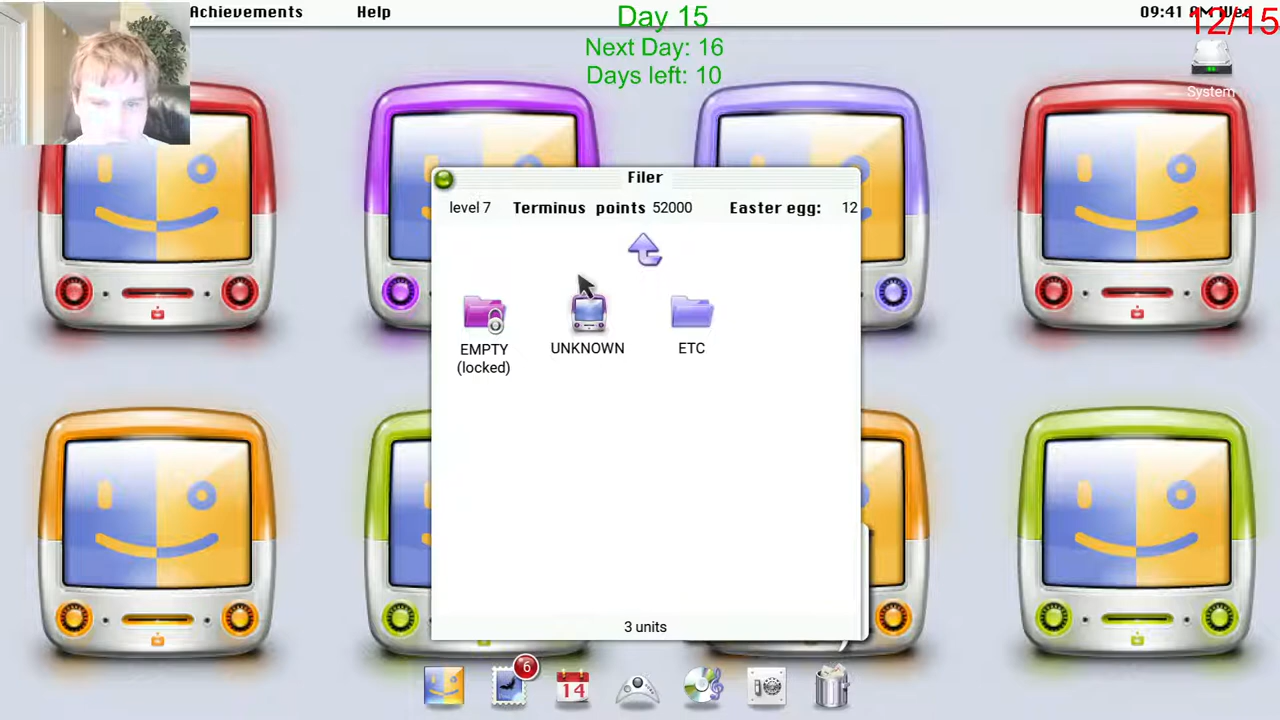 Achievements Help 09:41 AM Wed
12/15
Day 15
Next Day: 16
Days left: 10
System
Filer
level 7 Terminus points 52000 Easter egg: 12
EMPTY
(locked)
UNKNOWN
ETC
3 units
6
14